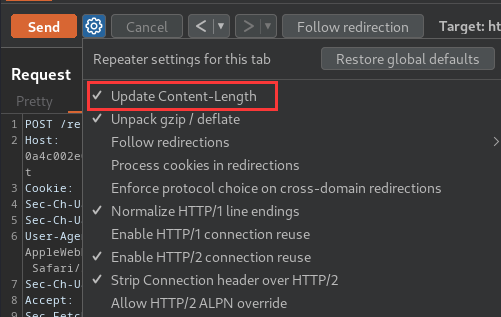 Send Cancel < > Follow redirection Target: ht
Repeater settings for this tab Restore global defaults
Request
Pretty
✓ Update Content-Length
✓ Unpack gzip / deflate
Follow redirections >
Process cookies in redirections
Enforce protocol choice on cross-domain redirections
✓ Normalize HTTP/1 line endings
Enable HTTP/1 connection reuse
✓ Enable HTTP/2 connection reuse
✓ Strip Connection header over HTTP/2
Allow HTTP/2 ALPN override
1 POST /re
2 Host:
0a4c002e
t
3 Cookie:
4 Sec-Ch-U
5 Sec-Ch-U
6 User-Age
AppleWeb
Safari/
7 Sec-Ch-U
8 Accept:
9 Sec-Fetc